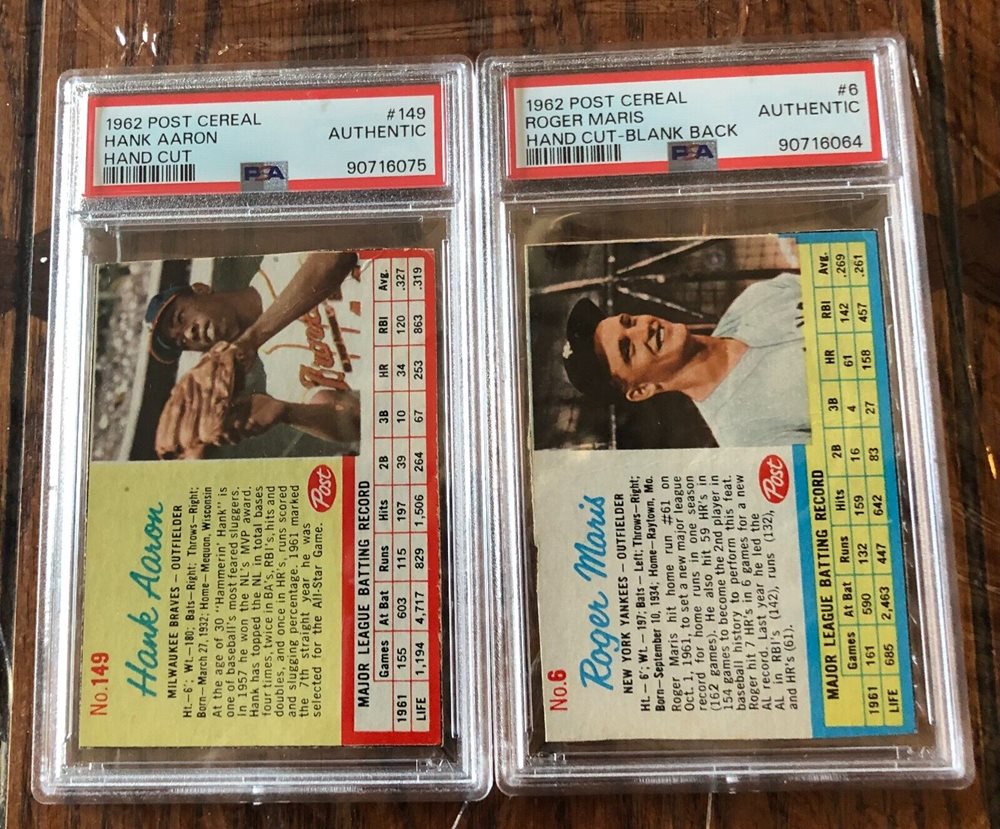 1962 POST CEREAL #149
HANK AARON AUTHENTIC
HAND CUT
PSA 90716075
No.149
Hank Aaron
MILWAUKEE BRAVES – OUTFIELDER
Ht.–6'; Wt.–180; Bats–Right; Throws–Right;
Born–March 27, 1932; Home–Mequon, Wisconsin
At the age of 30 "Hammerin' Hank" is
one of baseball's most feared sluggers.
In 1957 he won the NL's MVP award.
Hank has topped the NL in total bases
four times, twice in BA's, RBI's, hits and
doubles, and once in HR's, runs scored
and slugging percentage. 1961 marked
the 7th straight year he was
selected for the All-Star Game.
Post
Braves
MAJOR LEAGUE BATTING RECORD
Games At Bat Runs Hits 2B 3B HR RBI Avg.
1961 155 603 115 197 39 10 34 120 .327
LIFE 1,194 4,717 829 1,506 264 67 253 863 .319
1962 POST CEREAL #6
ROGER MARIS AUTHENTIC
HAND CUT-BLANK BACK
PSA 90716064
No.6
Roger Maris
NEW YORK YANKEES – OUTFIELDER
Ht.–6' Wt.–197; Bats–Left; Throws–Right;
Born–September 10, 1934; Home–Raytown, Mo.
Roger Maris hit home run #61 on
Oct. 1, 1961, to set a new major league
record for home runs in one season
(162 games). He also hit 59 HR's in
154 games to become the 2nd player in
baseball history to perform this feat.
Roger hit 7 HR's in 6 games for a new
AL record. Last year he led the
AL in RBI's (142), runs (132),
and HR's (61).
Post
MAJOR LEAGUE BATTING RECORD
Games At Bat Runs Hits 2B 3B HR RBI Avg.
1961 161 590 132 159 16 4 61 142 .269
LIFE 685 2,463 447 642 83 27 158 457 .261